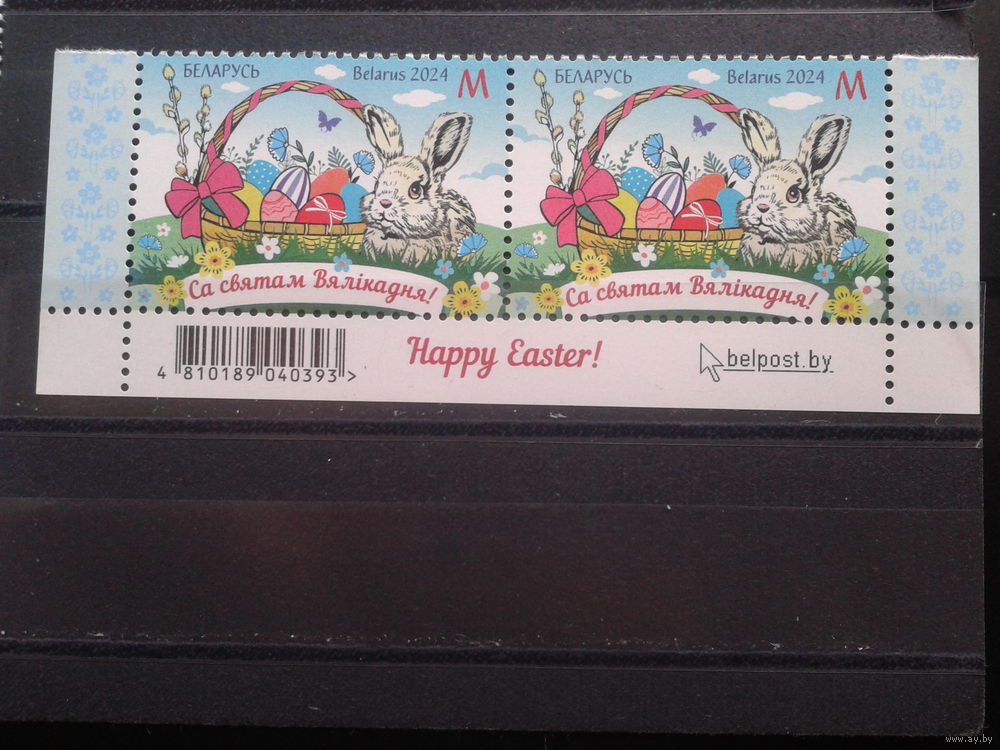 БЕЛАРУСЬ Belarus 2024 М
Са святам Вялікадня!
БЕЛАРУСЬ Belarus 2024 М
Са святам Вялікадня!
4 810189 040393 >
Happy Easter!
belpost.by
www.ay.by